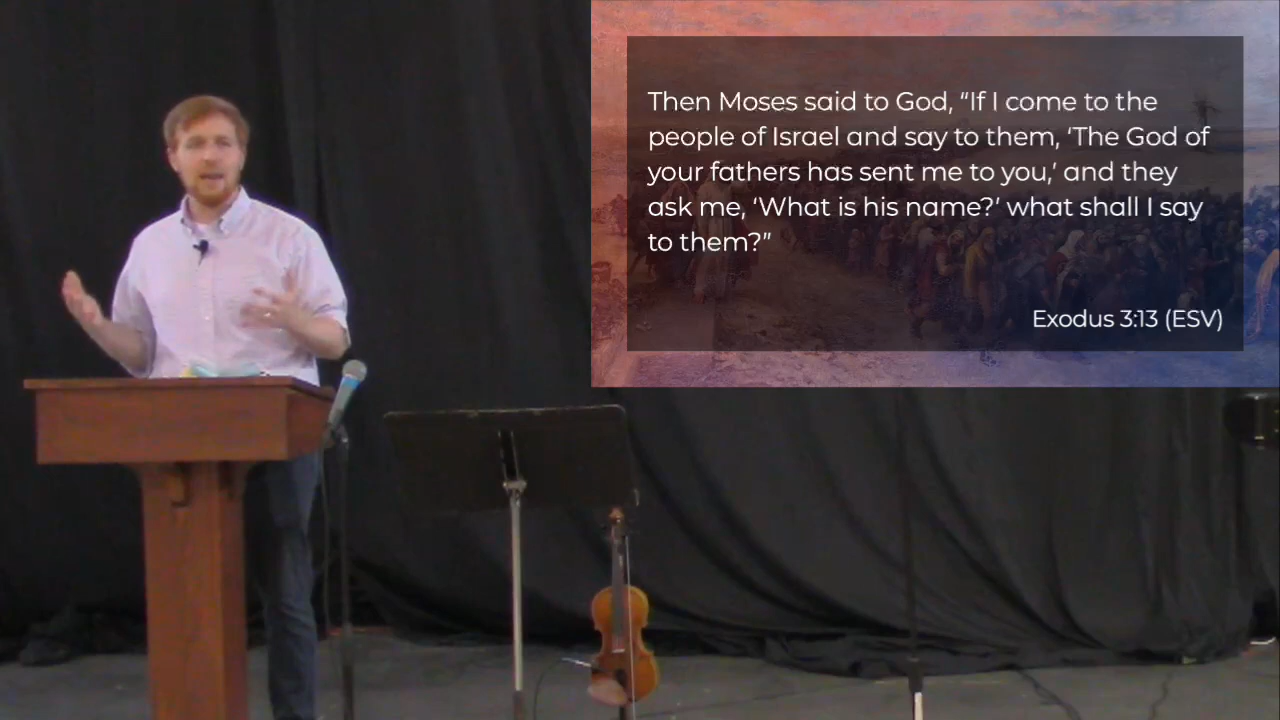 Then Moses said to God, “If I come to the
people of Israel and say to them, ‘The God of
your fathers has sent me to you,’ and they
ask me, ‘What is his name?’ what shall I say
to them?”
Exodus 3:13 (ESV)